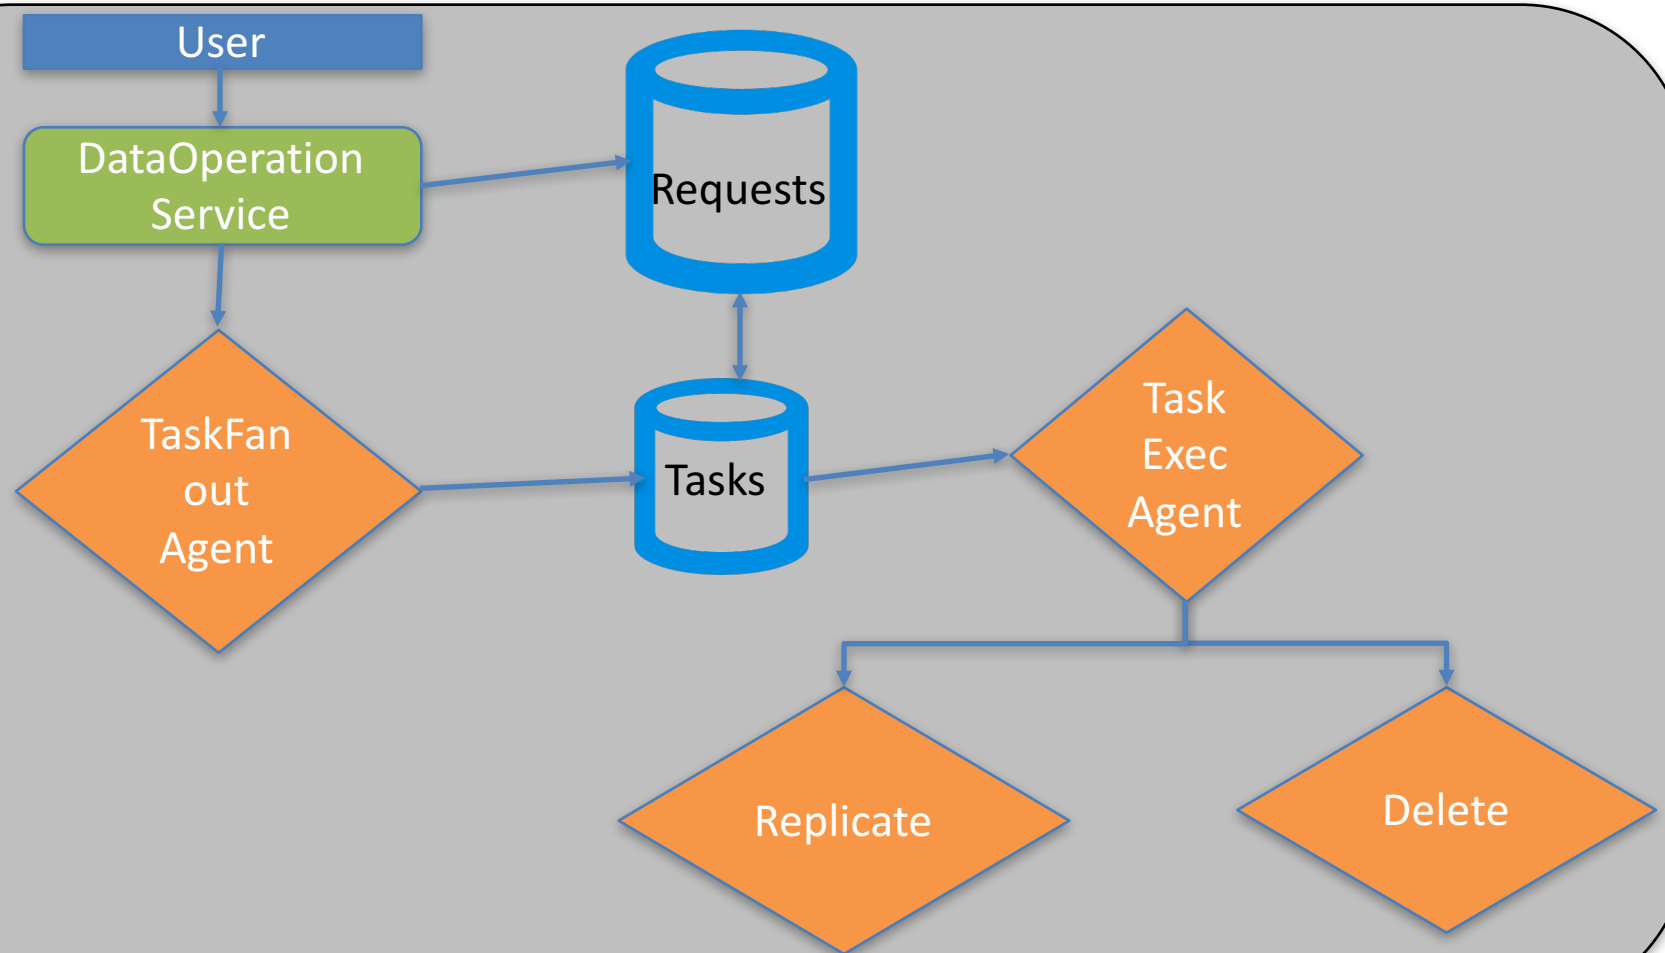 User
DataOperation
Service
Requests
TaskFan
out
Agent
Tasks
Task
Exec
Agent
Replicate
Delete